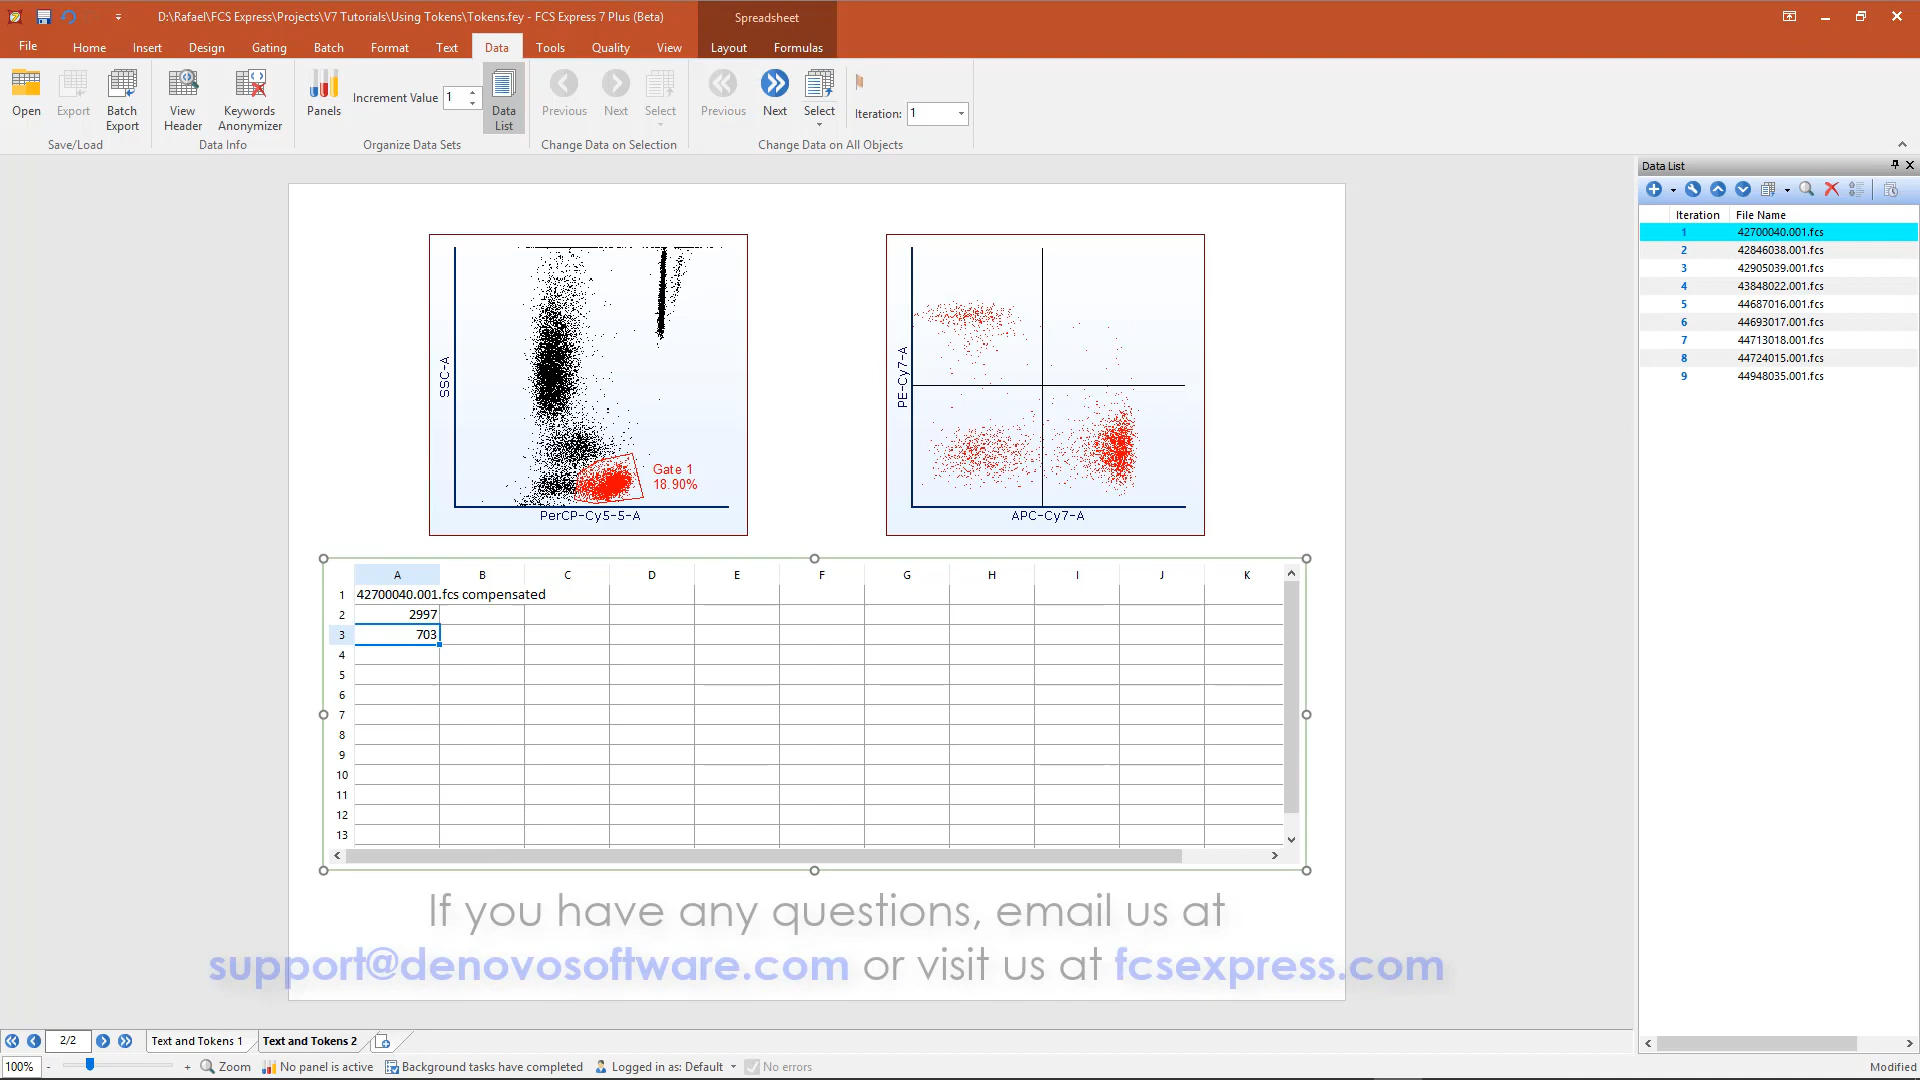 D:\Rafael\FCS Express\Projects\V7 Tutorials\Using Tokens\Tokens.fey - FCS Express 7 Plus (Beta)
Spreadsheet
File Home Insert Design Gating Batch Format Text Data Tools Quality View Layout Formulas
Open Export Batch Export View Header Keywords Anonymizer Panels Increment Value 1 Data List Previous Next Select Previous Next Select Iteration: 1
Save/Load Data Info Organize Data Sets Change Data on Selection Change Data on All Objects
Data List
Iteration File Name
1 42700040.001.fcs
2 42846038.001.fcs
3 42905039.001.fcs
4 43848022.001.fcs
5 44687016.001.fcs
6 44693017.001.fcs
7 44713018.001.fcs
8 44724015.001.fcs
9 44948035.001.fcs
SSC-A
Gate 1
18.90%
PerCP-Cy5-5-A
PE-Cy7-A
APC-Cy7-A
A B C D E F G H I J K
1 42700040.001.fcs compensated
2 2997
3 703
4
5
6
7
8
9
10
11
12
13
If you have any questions, email us at
support@denovosoftware.com or visit us at fcsexpress.com
2/2 Text and Tokens 1 Text and Tokens 2
100% - + Zoom No panel is active Background tasks have completed Logged in as: Default No errors Modified